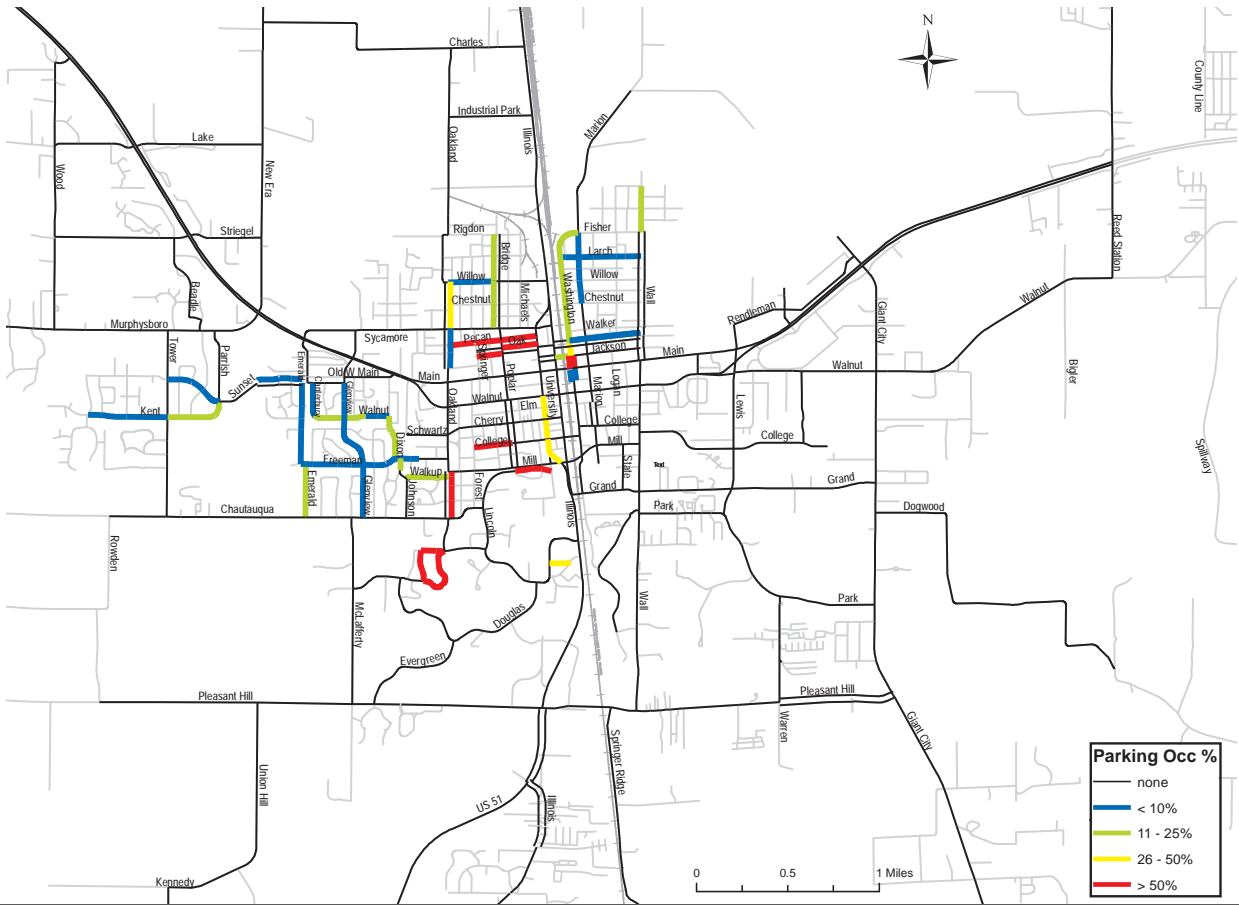 N
Charles
County Line
Industrial Park
Oakland
Illinois
Marion
Lake
Wood
New Era
Striegel
Rigdon
Bridge
Fisher
Reed Station
Larch
Willow
Willow
Beadle
Chestnut
Michaels
Washington
Chestnut
Wall
Walnut
Rendleman
Giant City
Murphysboro
Sycamore
Pecan
Oak
Walker
Jackson
Tower
Parrish
Emerald
Springer
Main
Old W Main
Main
Poplar
Logan
Walnut
Bigler
Sunset
Canterbury
Glenview
Walnut
University
Marion
Lewis
Kent
Walnut
Oakland
Elm
Cherry
College
Schwartz
Dixon
College
Mill
College
Spillway
Freeman
Mill
Walkup
State
Text
Emerald
Glenview
Johnson
Forest
Grand
Grand
Chautauqua
Lincoln
Illinois
Park
Dogwood
Rowden
McLafferty
Douglas
Wall
Park
Evergreen
Pleasant Hill
Pleasant Hill
Warren
Giant City
Springer Ridge
Union Hill
US 51
Illinois
Kennedy
0
0.5
1 Miles
Parking Occ %
none
< 10%
11 - 25%
26 - 50%
> 50%